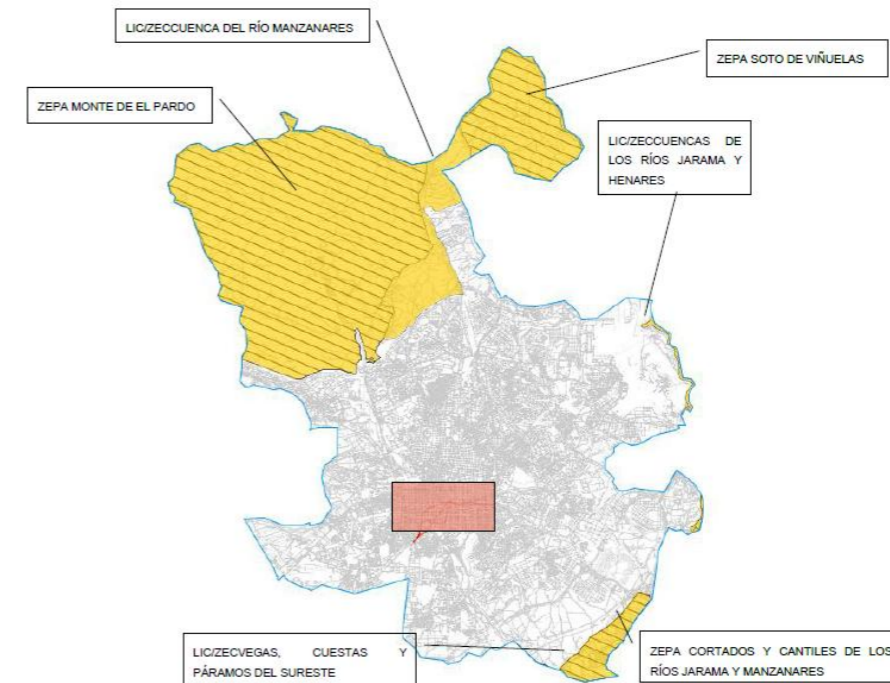 LIC/ZECCUENCA DEL RÍO MANZANARES
ZEPA SOTO DE VIÑUELAS
ZEPA MONTE DE EL PARDO
LIC/ZECCUENCAS DE
LOS RÍOS JARAMA Y
HENARES
LIC/ZECVEGAS, CUESTAS Y
PÁRAMOS DEL SURESTE
ZEPA CORTADOS Y CANTILES DE LOS
RÍOS JARAMA Y MANZANARES